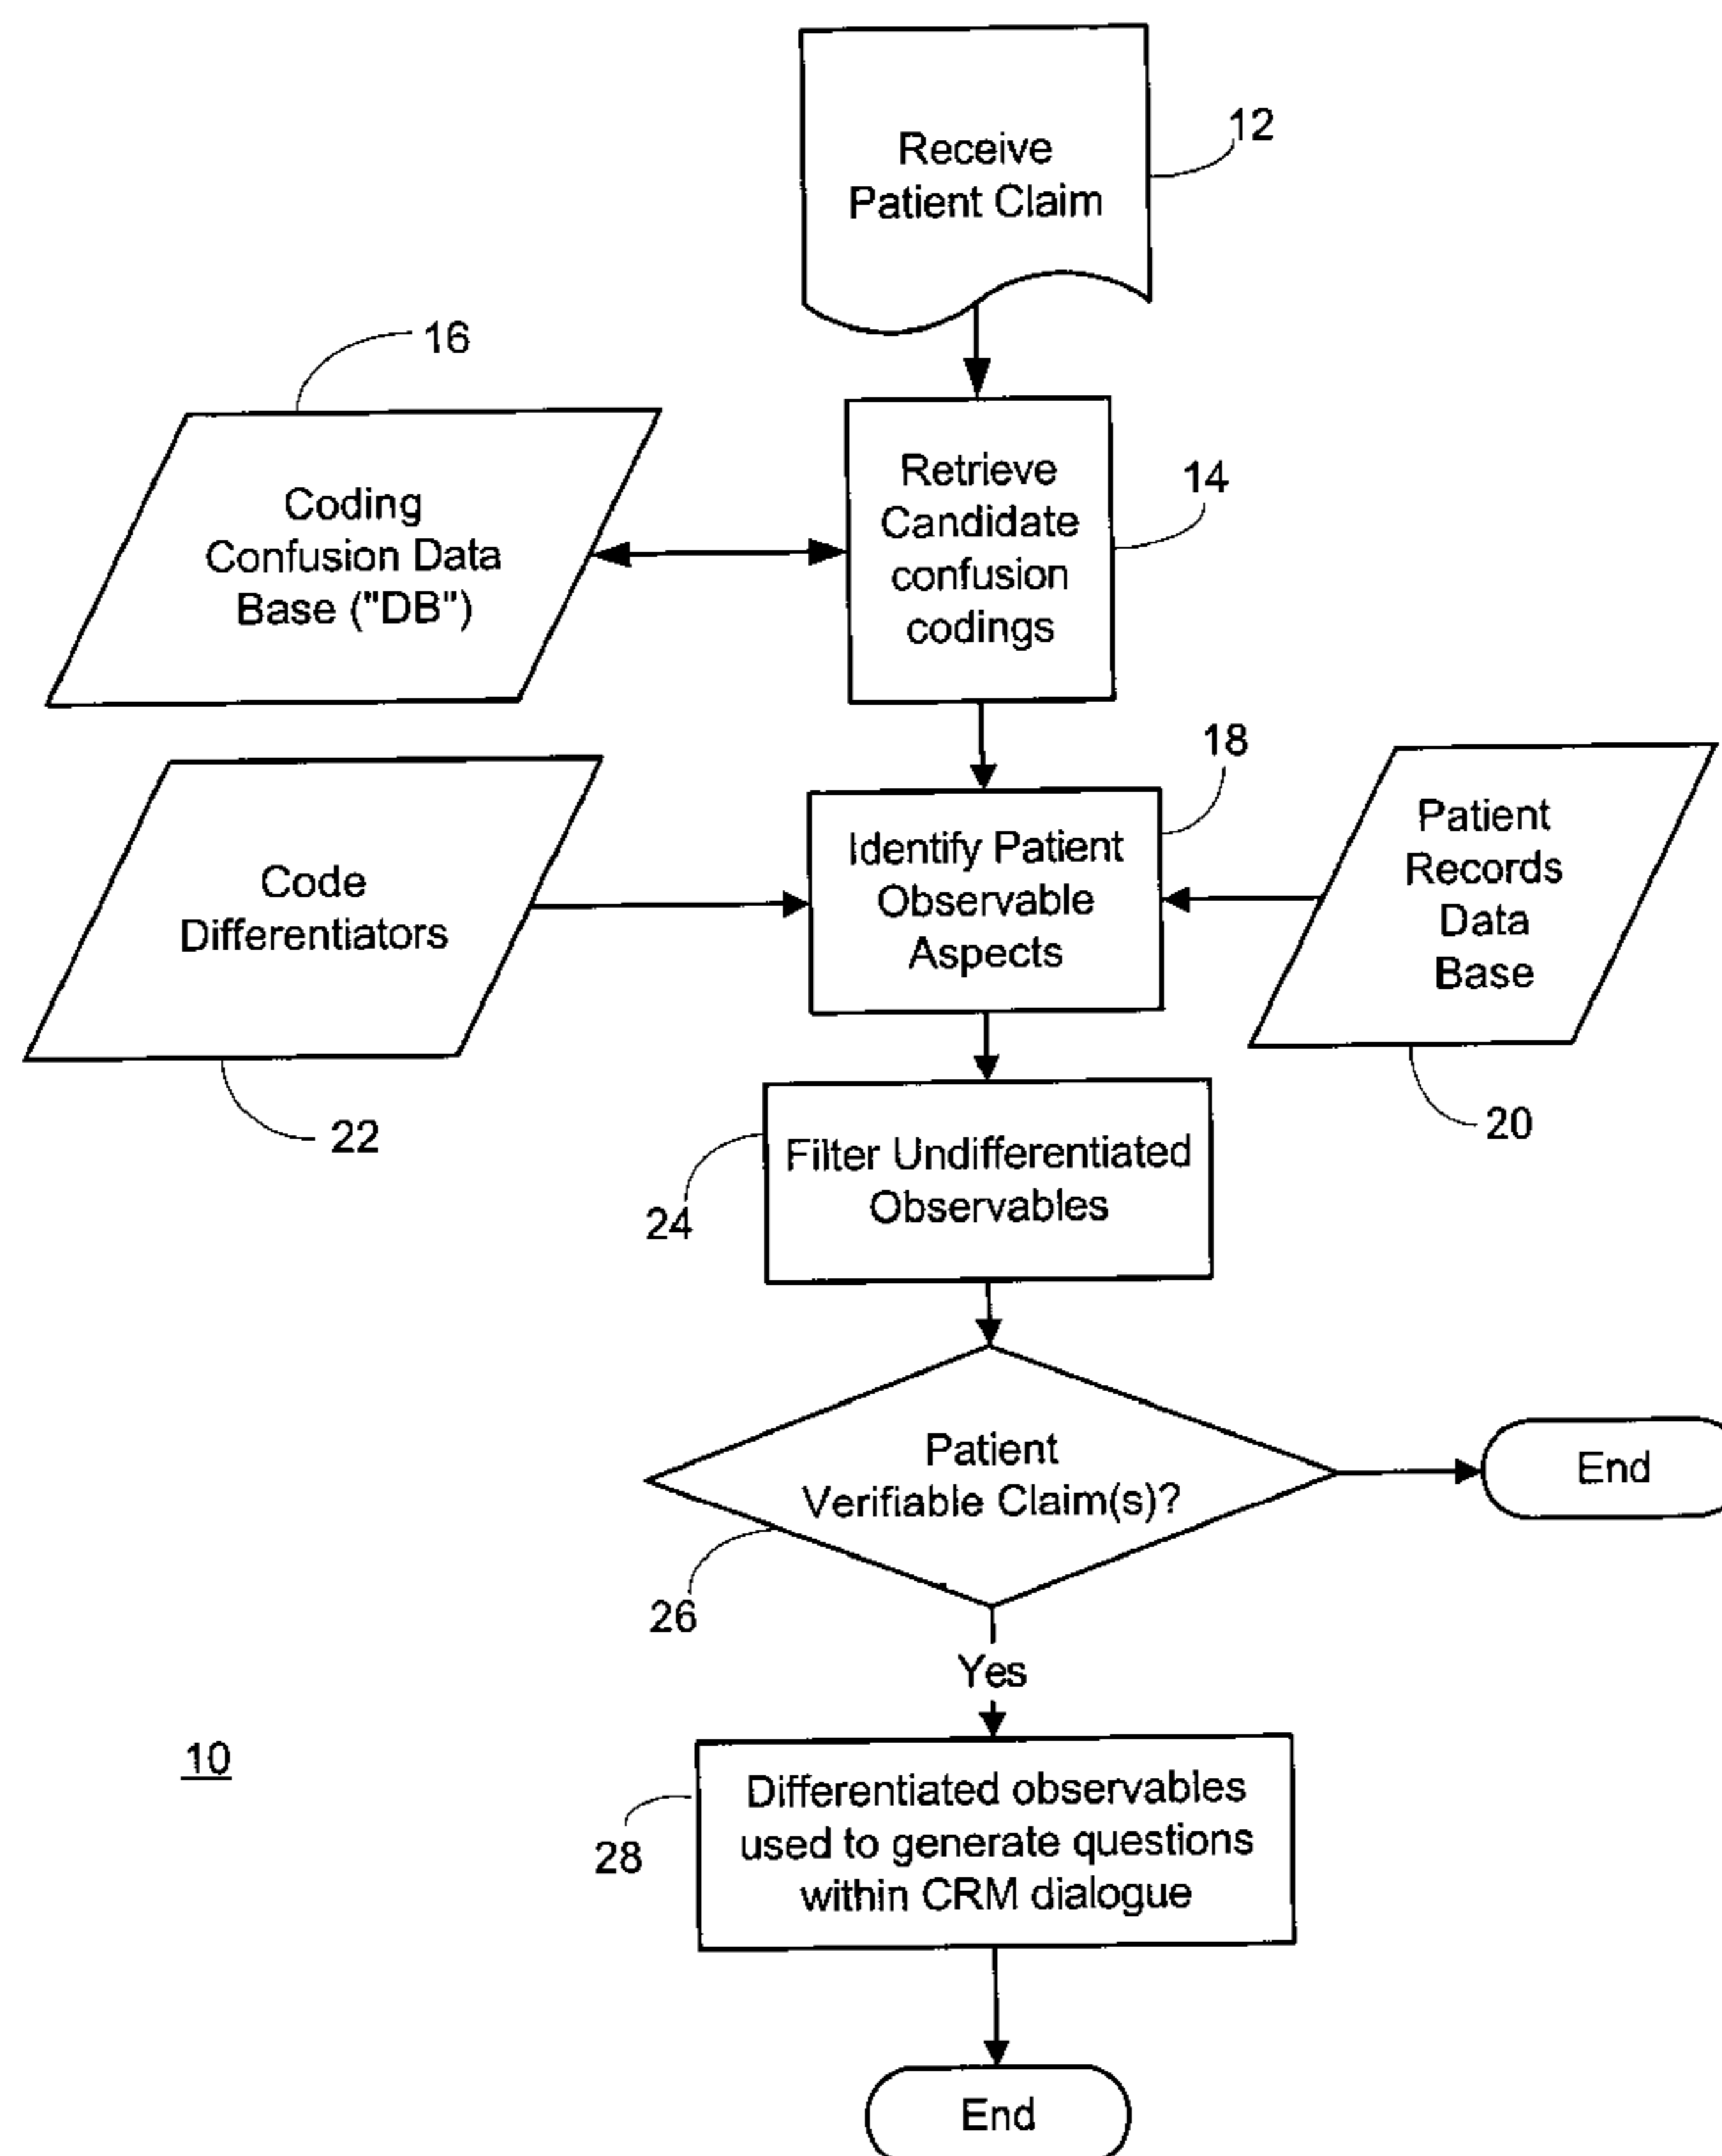 Receive
Patient Claim
12
16
Coding
Confusion Data
Base ("DB")
Retrieve
Candidate
confusion
codings
14
18
Code
Differentiators
22
Identify Patient
Observable
Aspects
Patient
Records
Data
Base
20
Filter Undifferentiated
Observables
24
Patient
Verifiable Claim(s)?
26
End
Yes
10
Differentiated observables
used to generate questions
within CRM dialogue
28
End